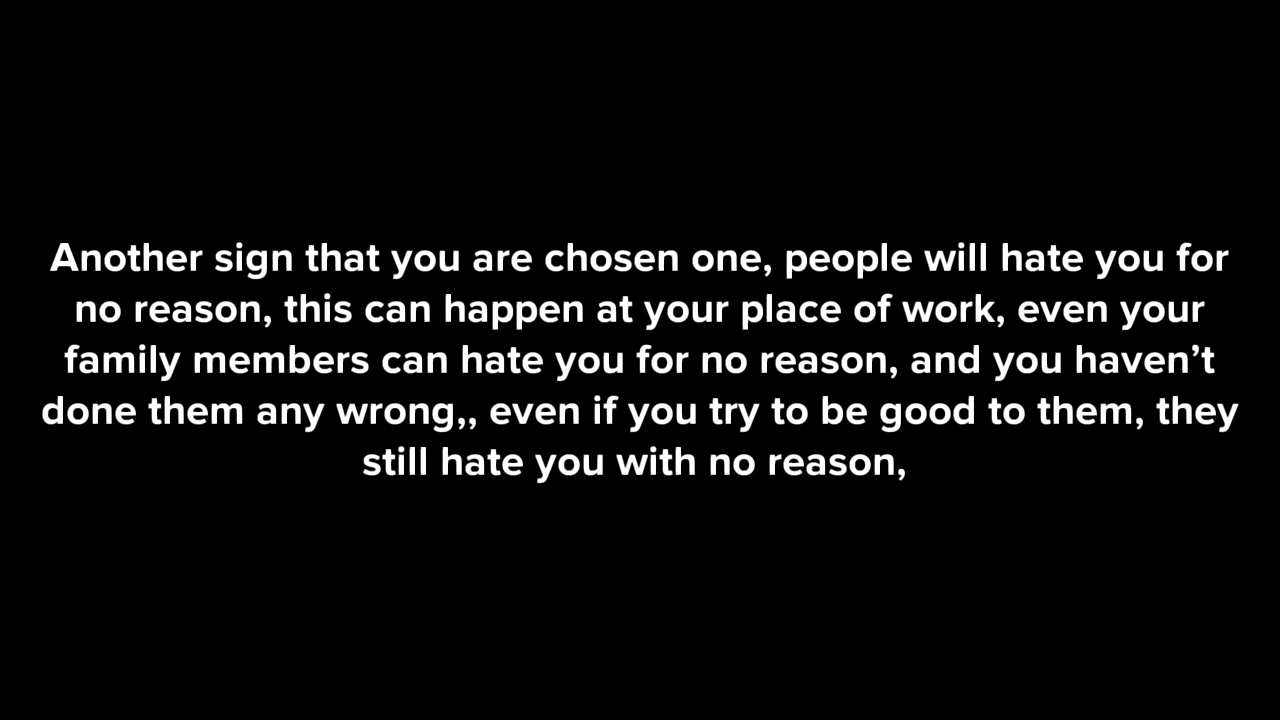 Another sign that you are chosen one, people will hate you for
no reason, this can happen at your place of work, even your
family members can hate you for no reason, and you haven’t
done them any wrong,, even if you try to be good to them, they
still hate you with no reason,